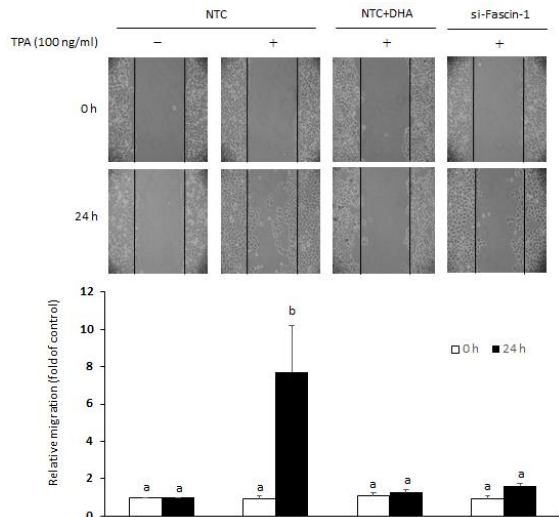 NTC NTC+DHA si-Fascin-1
TPA (100 ng/ml) − + + +
0 h
24 h
Relative migration (fold of control)
12
10
8
6
4
2
0
b
a a a a a a a
0 h 24 h